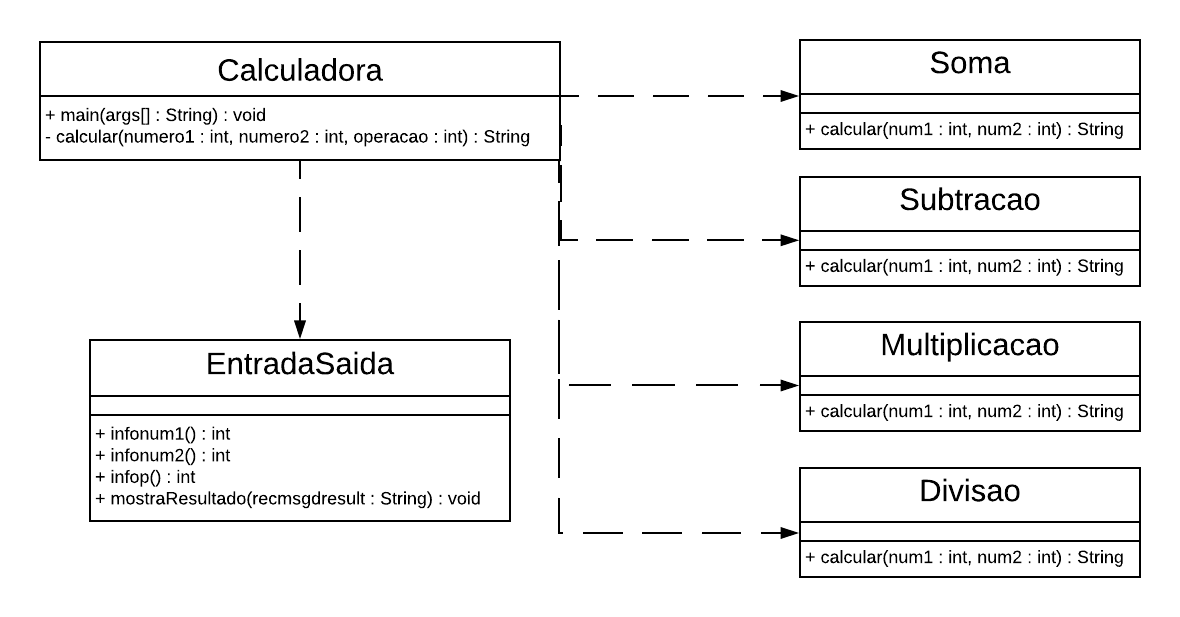 Calculadora
+ main(args[] : String) : void
- calcular(numero1 : int, numero2 : int, operacao : int) : String
EntradaSaida
+ infonum1() : int
+ infonum2() : int
+ infop() : int
+ mostraResultado(recmsgdresult : String) : void
Soma
+ calcular(num1 : int, num2 : int) : String
Subtracao
+ calcular(num1 : int, num2 : int) : String
Multiplicacao
+ calcular(num1 : int, num2 : int) : String
Divisao
+ calcular(num1 : int, num2 : int) : String